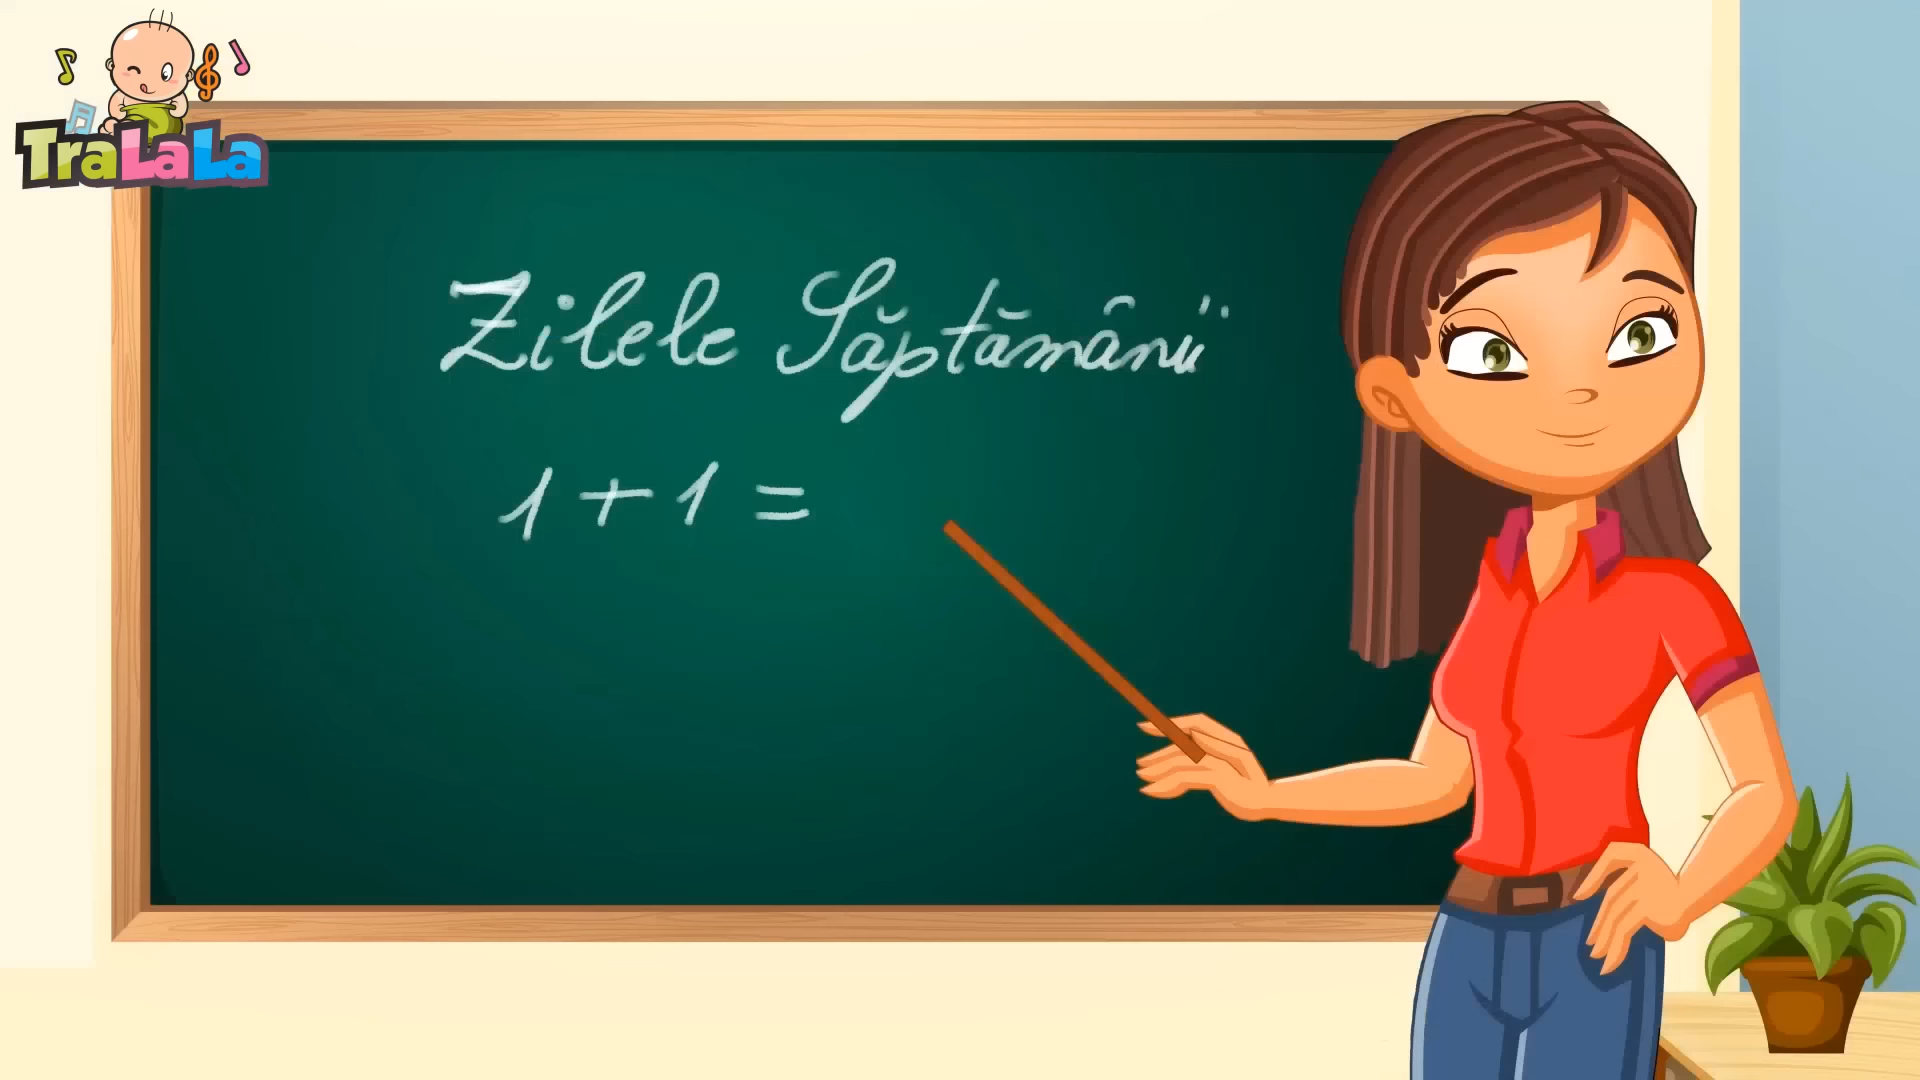 TraLaLa
Zilele Săptămânii
1 + 1 =